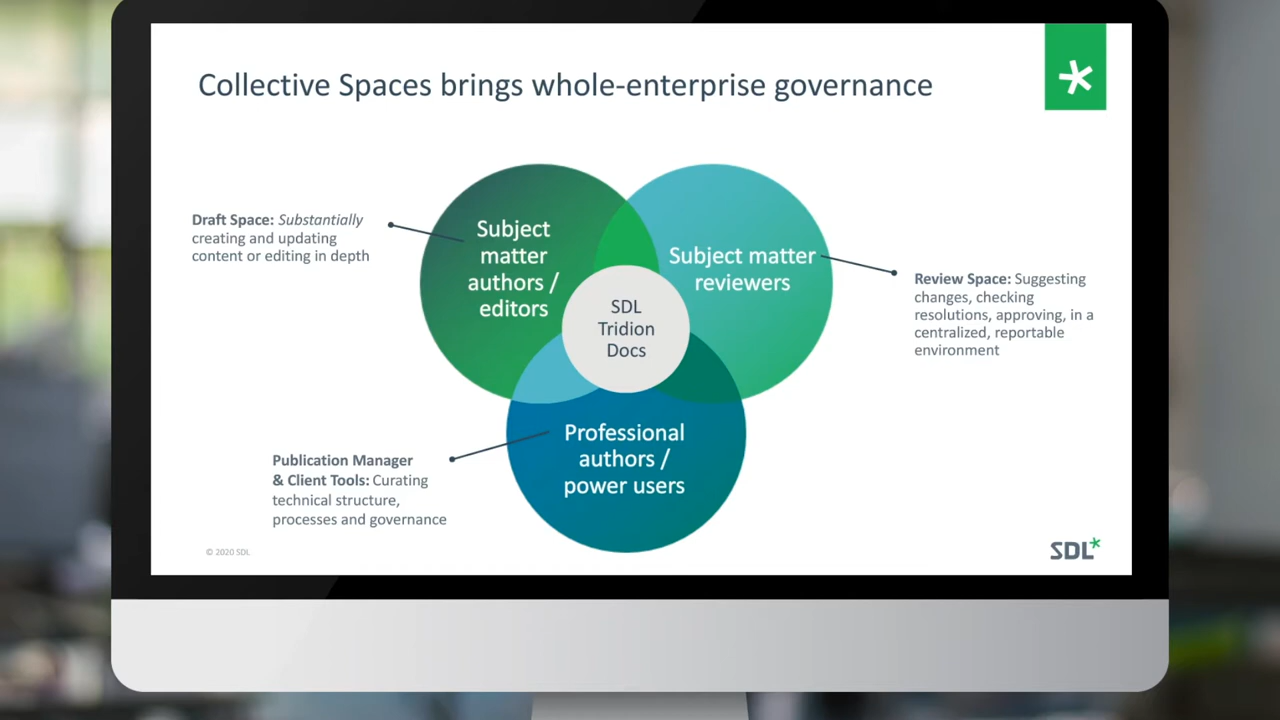 Collective Spaces brings whole-enterprise governance
Draft Space: Substantially
creating and updating
content or editing in depth
Subject
matter
authors /
editors
Subject matter
reviewers
SDL
Tridion
Docs
Review Space: Suggesting
changes, checking
resolutions, approving, in a
centralized, reportable
environment
Professional
authors /
power users
Publication Manager
& Client Tools: Curating
technical structure,
processes and governance
© 2020 SDL
SDL*